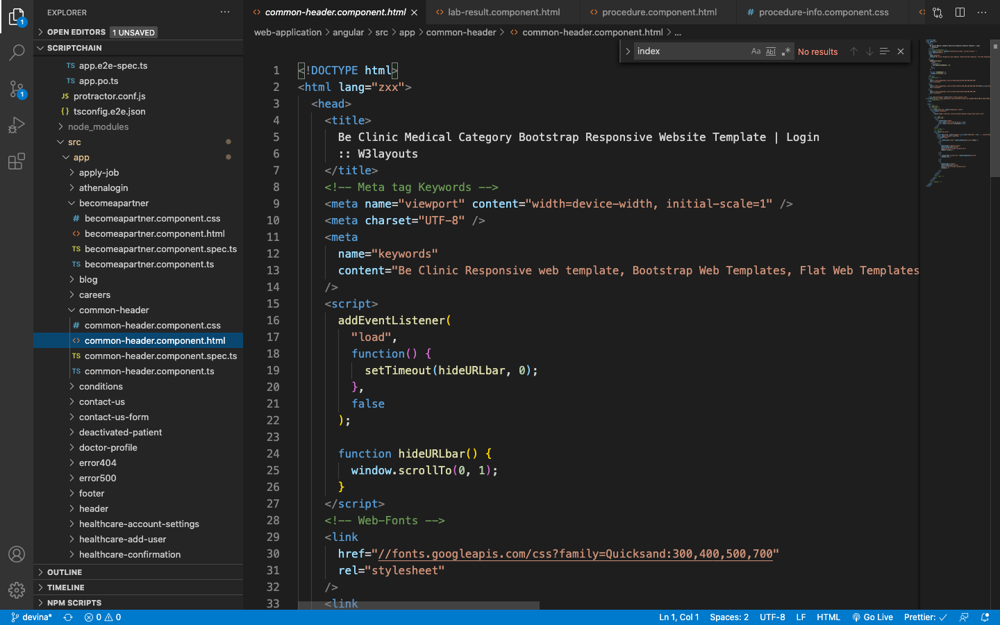 EXPLORER
common-header.component.html
lab-result.component.html
procedure.component.html
procedure-info.component.css
OPEN EDITORS 1 UNSAVED
web-application > angular > src > app > common-header > common-header.component.html > ...
SCRIPTCHAIN
index
Aa Abl .* No results
TS app.e2e-spec.ts
TS app.po.ts
JS protractor.conf.js
{} tsconfig.e2e.json
node_modules
src
app
apply-job
athenalogin
becomeapartner
# becomeapartner.component.css
<> becomeapartner.component.html
TS becomeapartner.component.spec.ts
TS becomeapartner.component.ts
blog
careers
common-header
# common-header.component.css
<> common-header.component.html
TS common-header.component.spec.ts
TS common-header.component.ts
conditions
contact-us
contact-us-form
deactivated-patient
doctor-profile
error404
error500
footer
header
healthcare-account-settings
healthcare-add-user
healthcare-confirmation
OUTLINE
TIMELINE
NPM SCRIPTS
1 <!DOCTYPE html>
2 <html lang="zxx">
3 <head>
4 <title>
5 Be Clinic Medical Category Bootstrap Responsive Website Template | Login
6 :: W3layouts
7 </title>
8 <!-- Meta tag Keywords -->
9 <meta name="viewport" content="width=device-width, initial-scale=1" />
10 <meta charset="UTF-8" />
11 <meta
12 name="keywords"
13 content="Be Clinic Responsive web template, Bootstrap Web Templates, Flat Web Templates
14 />
15 <script>
16 addEventListener(
17 "load",
18 function() {
19 setTimeout(hideURLbar, 0);
20 },
21 false
22 );
23
24 function hideURLbar() {
25 window.scrollTo(0, 1);
26 }
27 </script>
28 <!-- Web-Fonts -->
29 <link
30 href="//fonts.googleapis.com/css?family=Quicksand:300,400,500,700"
31 rel="stylesheet"
32 />
33 <link
1
1
devina* 0 0 Ln 1, Col 1 Spaces: 2 UTF-8 LF HTML Go Live Prettier: ✓